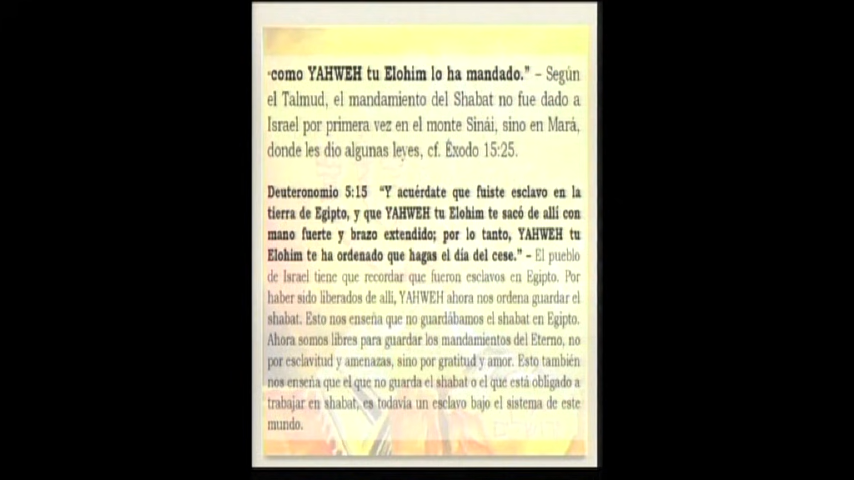 "como YAHWEH tu Elohim lo ha mandado." – Según
el Talmud, el mandamiento del Shabat no fue dado a
Israel por primera vez en el monte Sinái, sino en Mará,
donde les dio algunas leyes, cf. Éxodo 15:25.
Deuteronomio 5:15 "Y acuérdate que fuiste esclavo en la
tierra de Egipto, y que YAHWEH tu Elohim te sacó de allí con
mano fuerte y brazo extendido; por lo tanto, YAHWEH tu
Elohim te ha ordenado que hagas el día del cese." – El pueblo
de Israel tiene que recordar que fueron esclavos en Egipto. Por
haber sido liberados de allí, YAHWEH ahora nos ordena guardar el
shabat. Esto nos enseña que no guardábamos el shabat en Egipto.
Ahora somos libres para guardar los mandamientos del Eterno, no
por esclavitud y amenazas, sino por gratitud y amor. Esto también
nos enseña que el que no guarda el shabat o el que está obligado a
trabajar en shabat, es todavía un esclavo bajo el sistema de este
mundo.